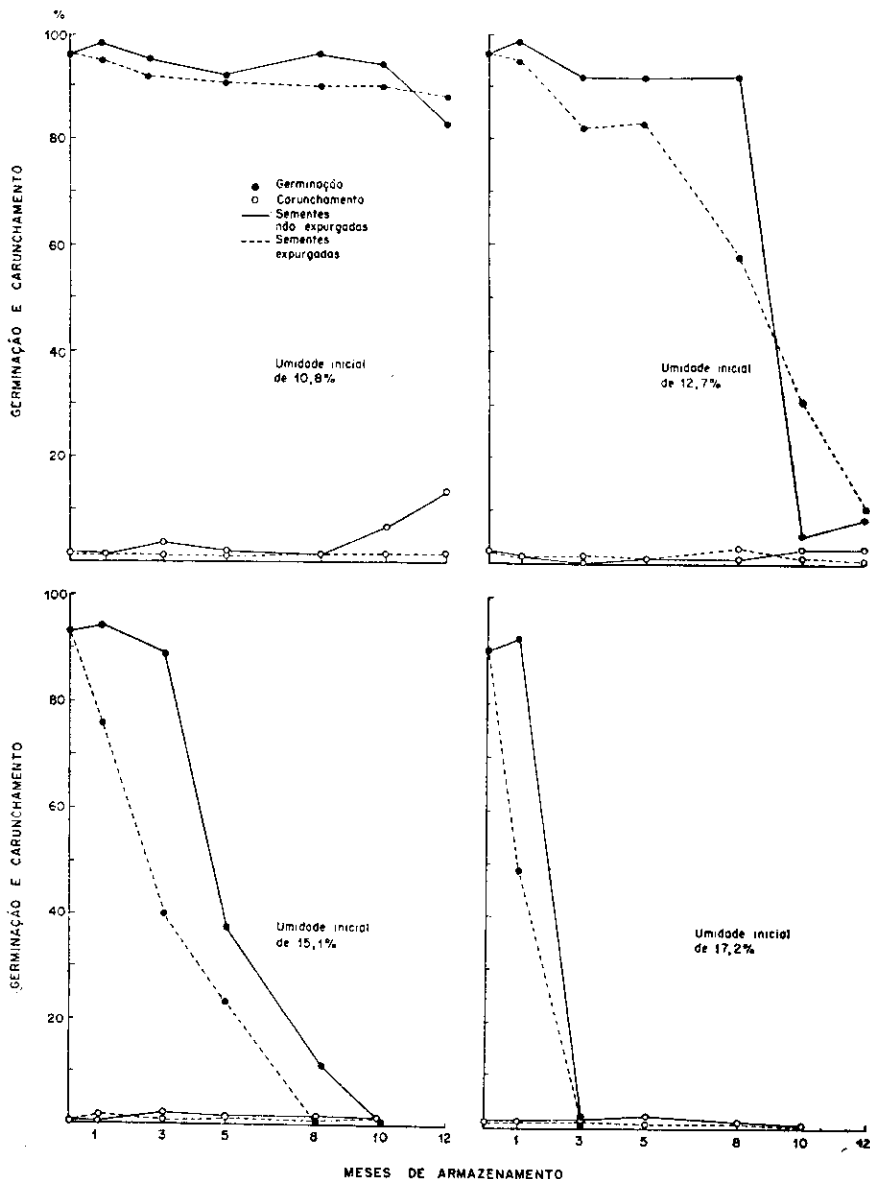 %
100
80
60
40
20
GERMINAÇÃO E CARUNCHAMENTO
Germinação
Carunchamento
Sementes
não expurgadas
Sementes
expurgadas
Umidade inicial
de 10,8%
Umidade inicial
de 12,7%
100
80
60
40
20
GERMINAÇÃO E CARUNCHAMENTO
Umidade inicial
de 15,1%
Umidade inicial
de 17,2%
1 3 5 8 10 12
1 3 5 8 10 42
MESES DE ARMAZENAMENTO